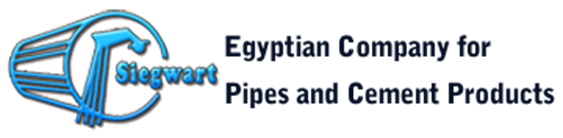 Siegwart
Egyptian Company for
Pipes and Cement Products